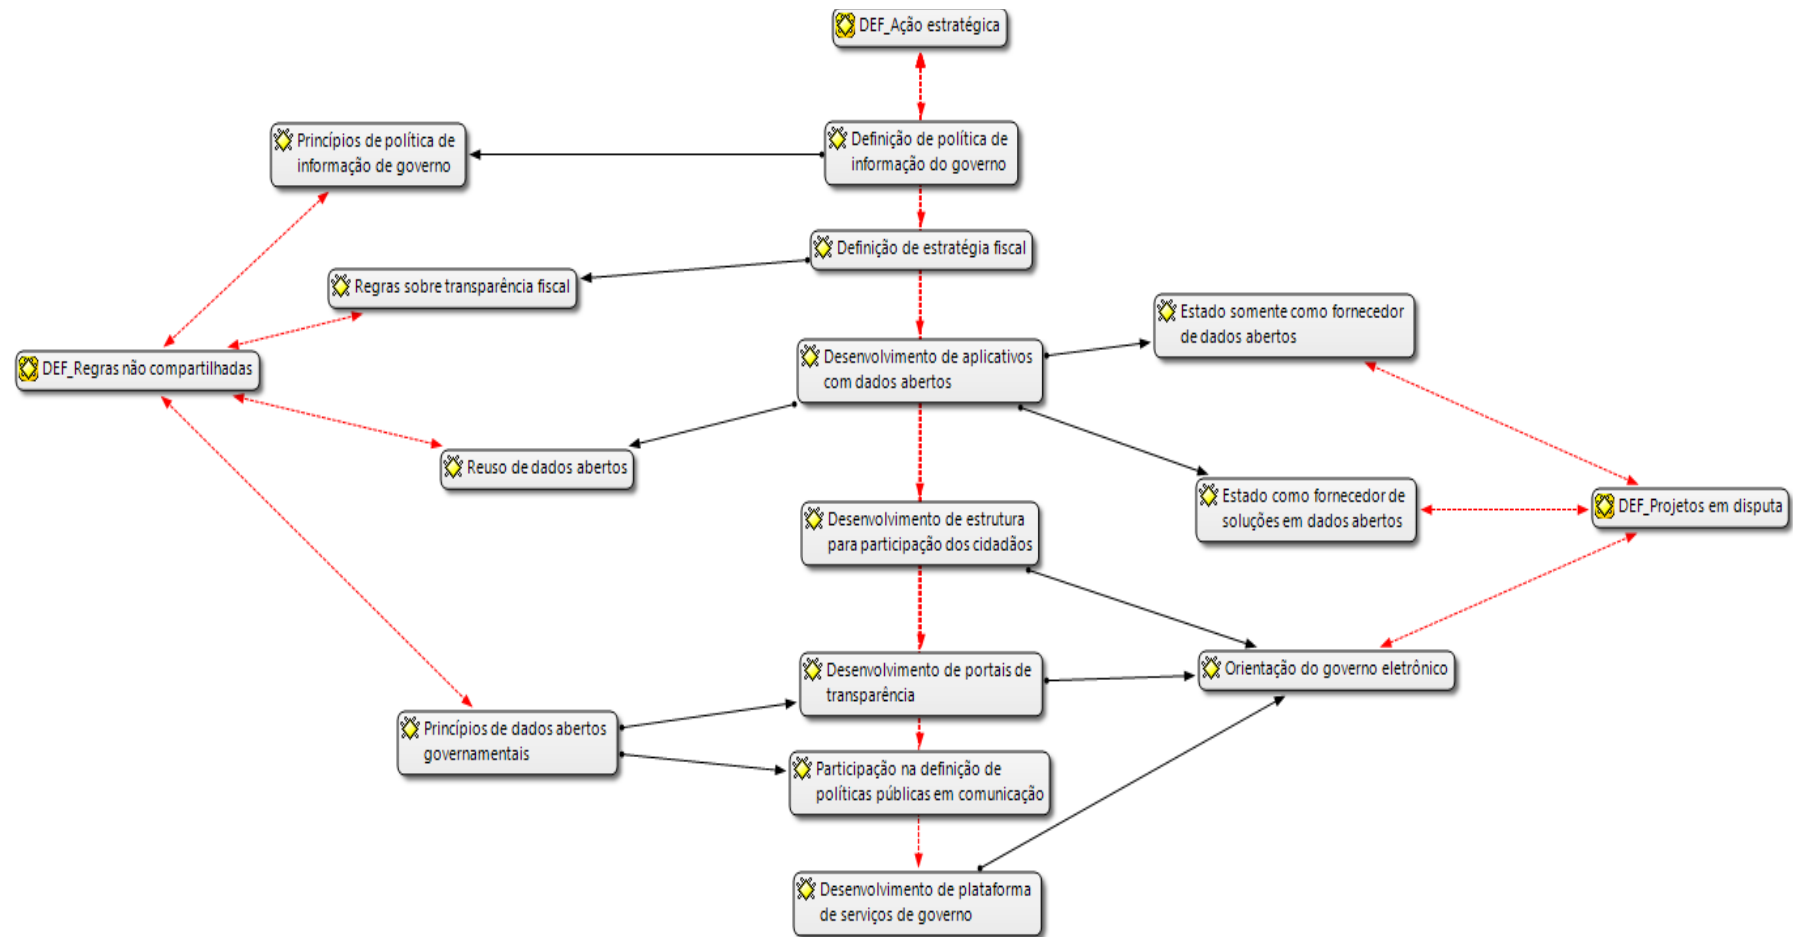 DEF_Ação estratégica
Princípios de política de
informação de governo
Definição de política de
informação do governo
Definição de estratégia fiscal
Regras sobre transparência fiscal
Estado somente como fornecedor
de dados abertos
DEF_Regras não compartilhadas
Desenvolvimento de aplicativos
com dados abertos
Reuso de dados abertos
Estado como fornecedor de
soluções em dados abertos
DEF_Projetos em disputa
Desenvolvimento de estrutura
para participação dos cidadãos
Desenvolvimento de portais de
transparência
Orientação do governo eletrônico
Princípios de dados abertos
governamentais
Participação na definição de
políticas públicas em comunicação
Desenvolvimento de plataforma
de serviços de governo